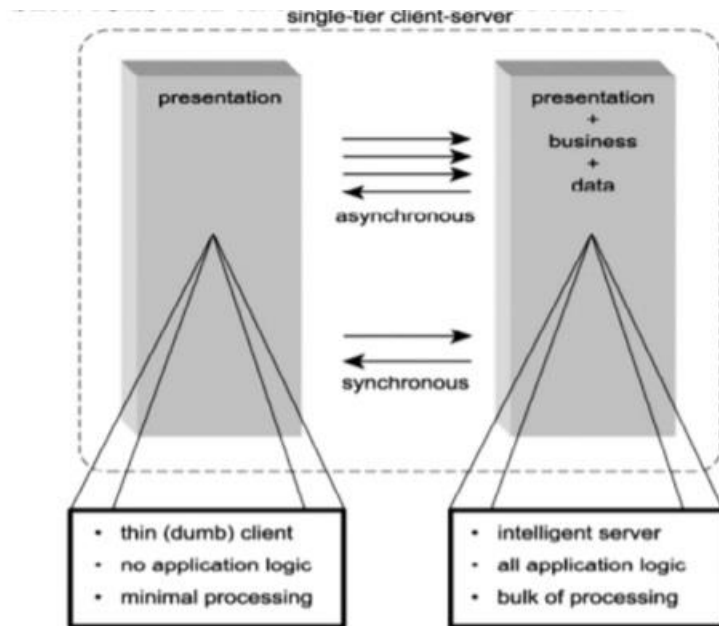 single-tier client-server
presentation
presentation
+
business
+
data
asynchronous
synchronous
• thin (dumb) client
• no application logic
• minimal processing
• intelligent server
• all application logic
• bulk of processing